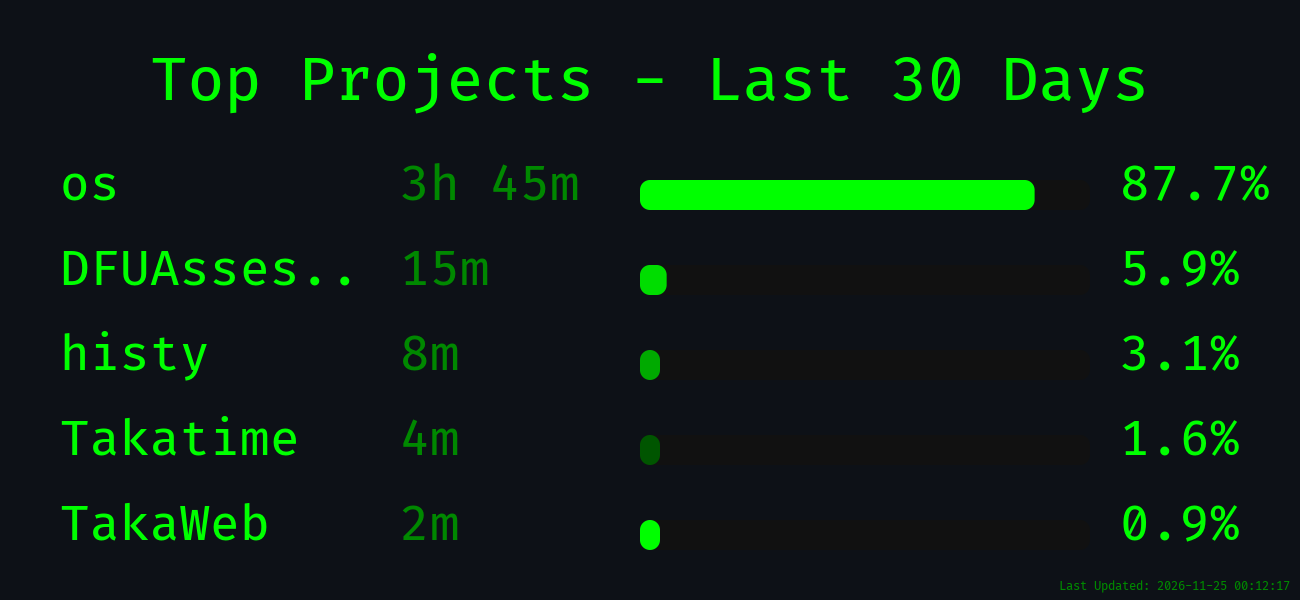 Top Projects - Last 30 Days
os 3h 45m 87.7%
DFUAsses.. 15m 5.9%
histy 8m 3.1%
Takatime 4m 1.6%
TakaWeb 2m 0.9%
Last Updated: 2026-11-25 00:12:17